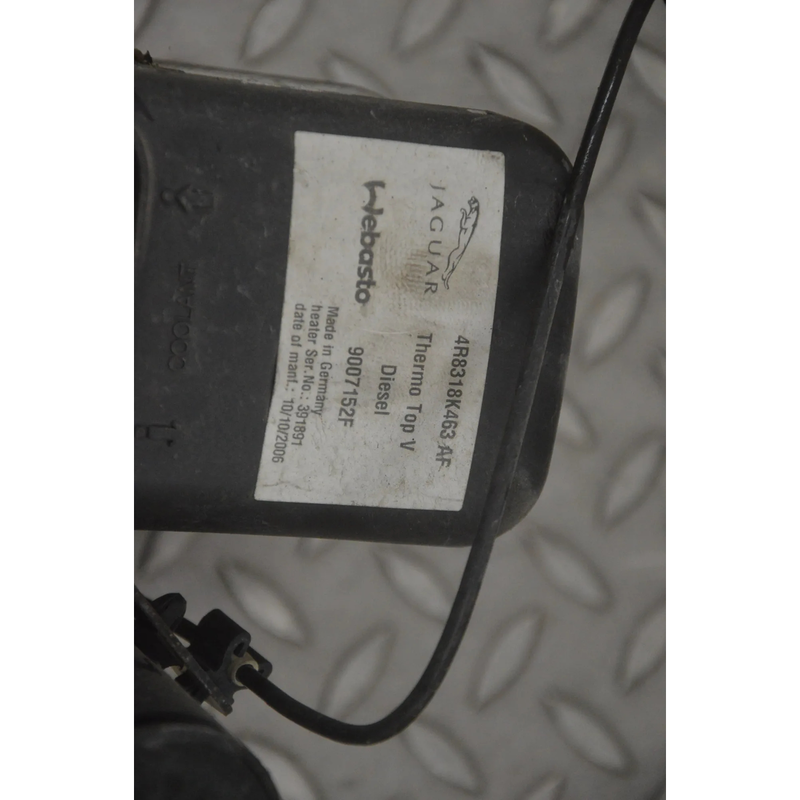 JAGUAR
4R8318K463 AF
Thermo Top V
Diesel
Webasto
9007152F
Made in Germany
heater Ser.No.: 391891
date of manf.: 10/10/2006